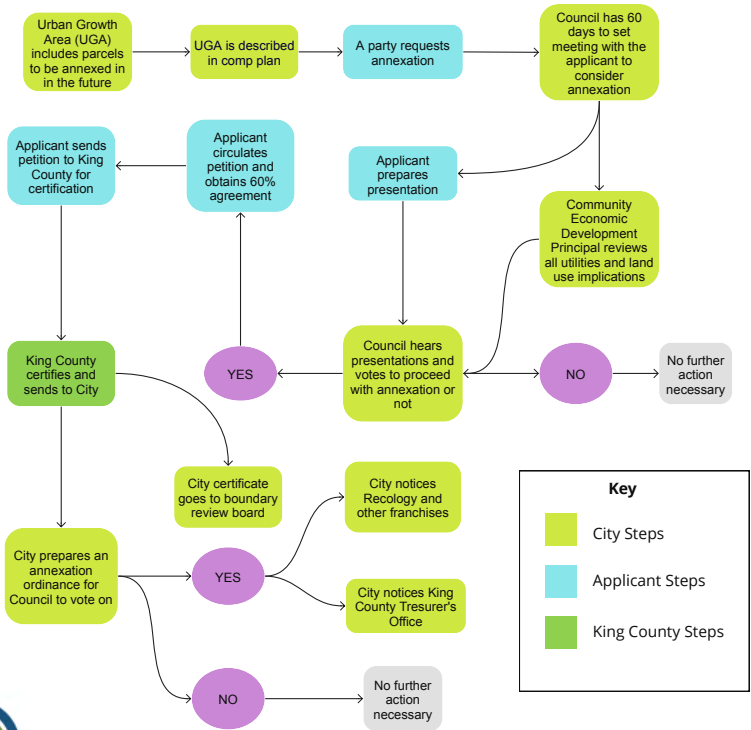 Urban Growth
Area (UGA)
includes parcels
to be annexed in
in the future
UGA is described
in comp plan
A party requests
annexation
Council has 60
days to set
meeting with the
applicant to
consider
annexation
Applicant sends
petition to King
County for
certification
Applicant
circulates
petition and
obtains 60%
agreement
Applicant
prepares
presentation
Community
Economic
Development
Principal reviews
all utilities and land
use implications
King County
certifies and
sends to City
YES
Council hears
presentations and
votes to proceed
with annexation or
not
NO
No further
action
necessary
City certificate
goes to boundary
review board
City notices
Recology and
other franchises
City prepares an
annexation
ordinance for
Council to vote on
YES
City notices King
County Tresurer's
Office
NO
No further
action
necessary
Key
City Steps
Applicant Steps
King County Steps